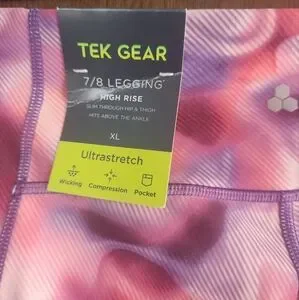 TEK GEAR
7/8 LEGGING
HIGH RISE
SLIM THROUGH HIP & THIGH
HITS ABOVE THE ANKLE
XL
Ultrastretch
Wicking Compression Pocket